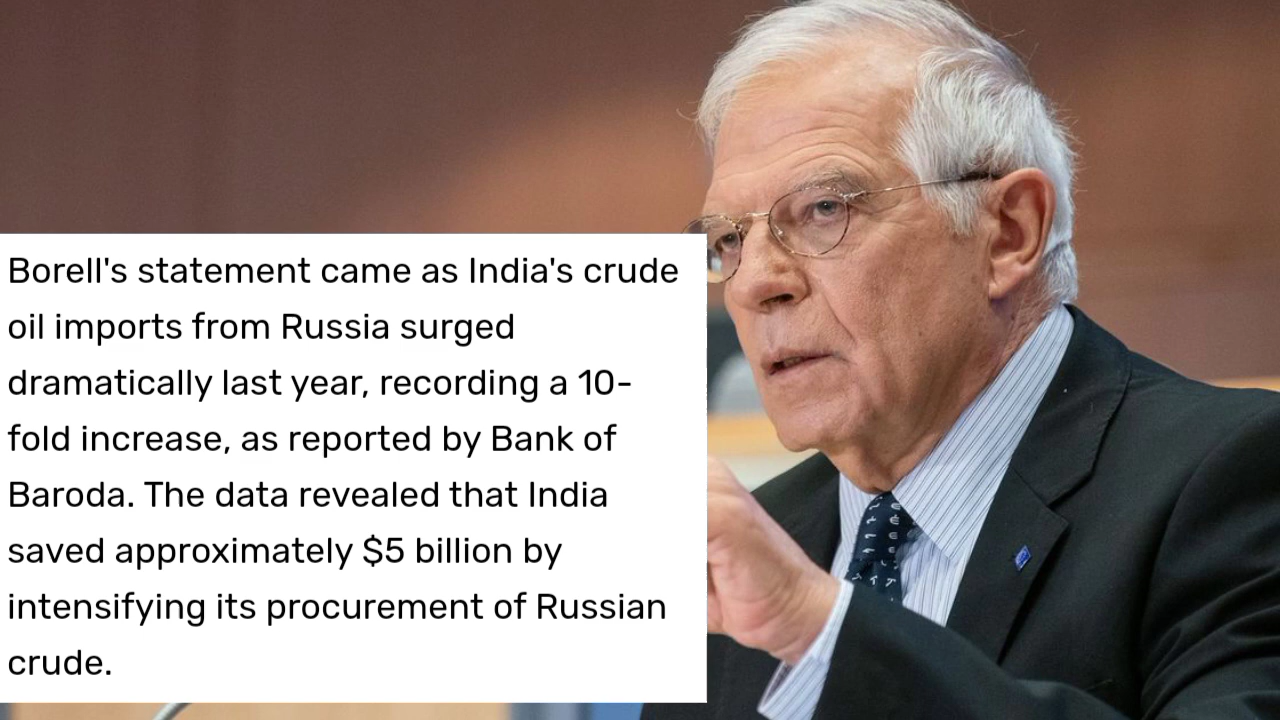 Borell's statement came as India's crude
oil imports from Russia surged
dramatically last year, recording a 10-
fold increase, as reported by Bank of
Baroda. The data revealed that India
saved approximately $5 billion by
intensifying its procurement of Russian
crude.